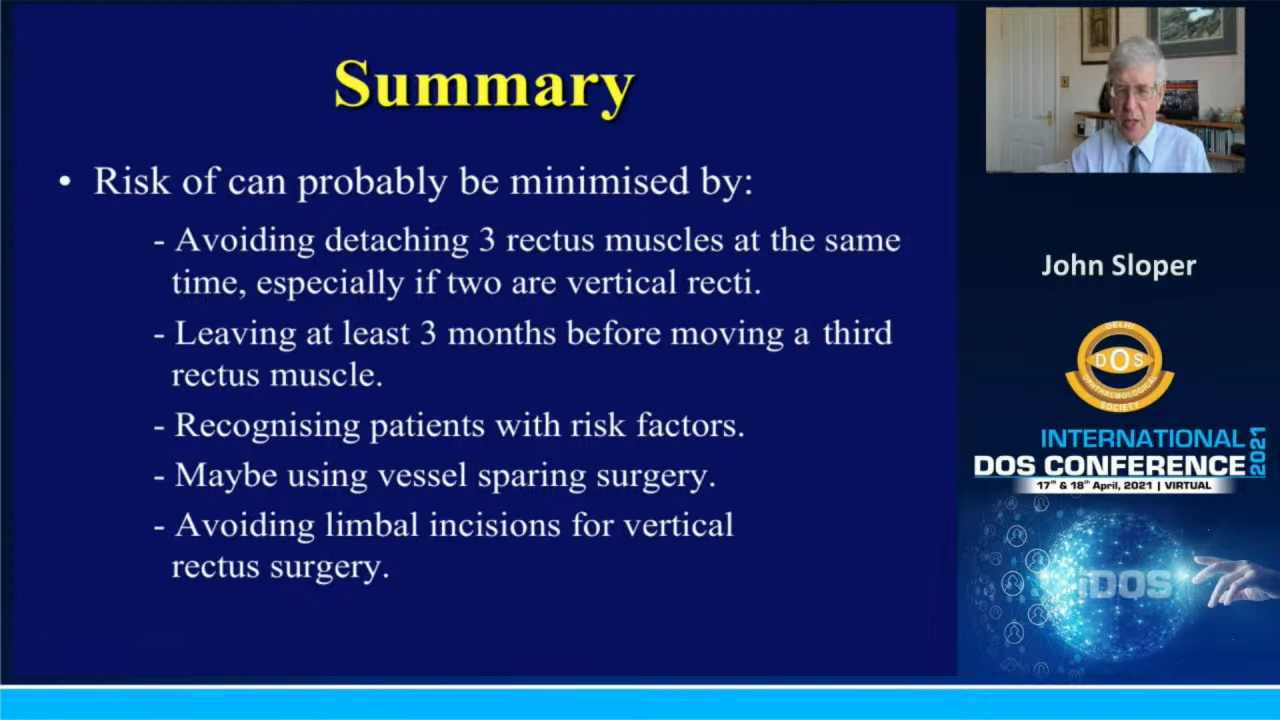 Summary
• Risk of can probably be minimised by:
- Avoiding detaching 3 rectus muscles at the same
time, especially if two are vertical recti.
- Leaving at least 3 months before moving a third
rectus muscle.
- Recognising patients with risk factors.
- Maybe using vessel sparing surgery.
- Avoiding limbal incisions for vertical
rectus surgery.
John Sloper
DELHI
DOS
OPHTHALMOLOGICAL
SOCIETY
INTERNATIONAL
DOS CONFERENCE
2021
17th & 18th April, 2021 | VIRTUAL
iDOS